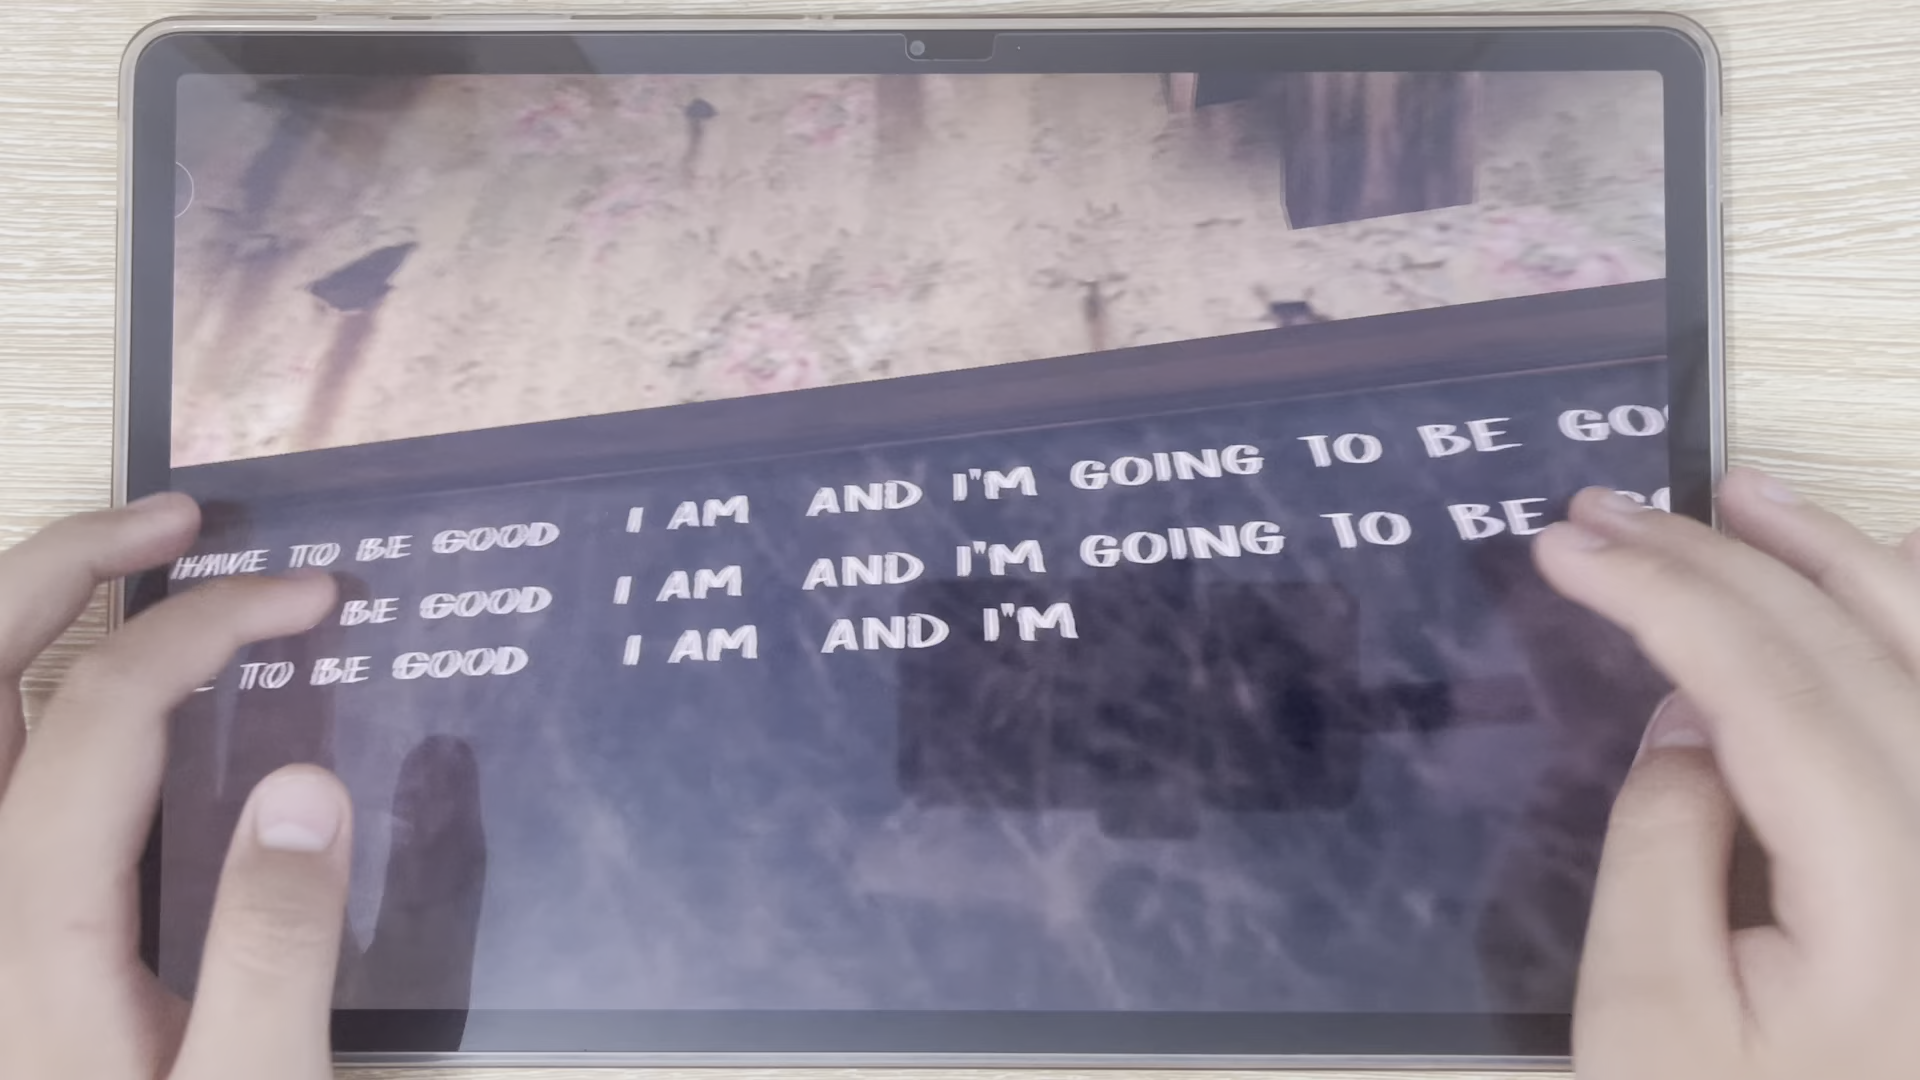 HAVE TO BE GOOD I AM AND I"M GOING TO BE
BE GOOD I AM AND I"M GOING TO BE
TO BE GOOD I AM AND I"M